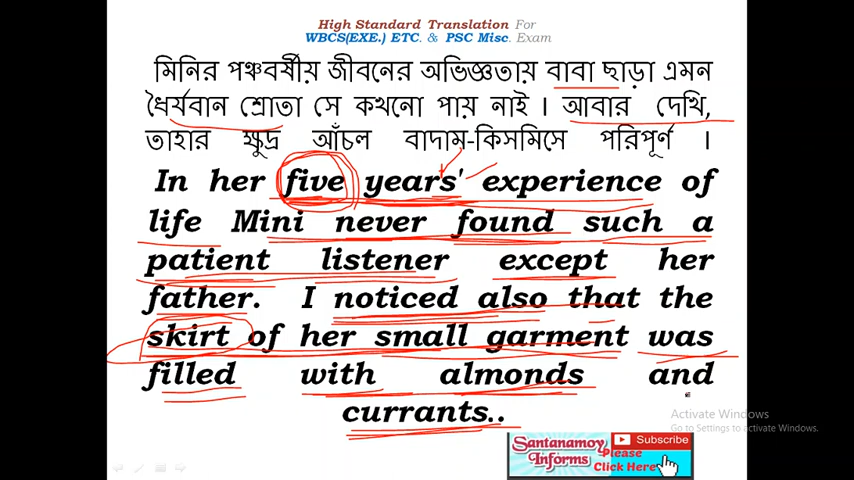 High Standard Translation For
WBCS(EXE.) ETC. & PSC Misc. Exam
মিনির পঞ্চবর্ষীয় জীবনের অভিজ্ঞতায় বাবা ছাড়া এমন
ধৈর্যবান শ্রোতা সে কখনো পায় নাই । আবার দেখি,
তাহার ক্ষুদ্র আঁচল বাদাম-কিসমিসে পরিপূর্ণ ।
In her five years' experience of
life Mini never found such a
patient listener except her
father. I noticed also that the
skirt of her small garment was
filled with almonds and
currants..
Activate Windows
Go to Settings to activate Windows.
Santanamoy
Informs
Subscribe
Please
Click Here